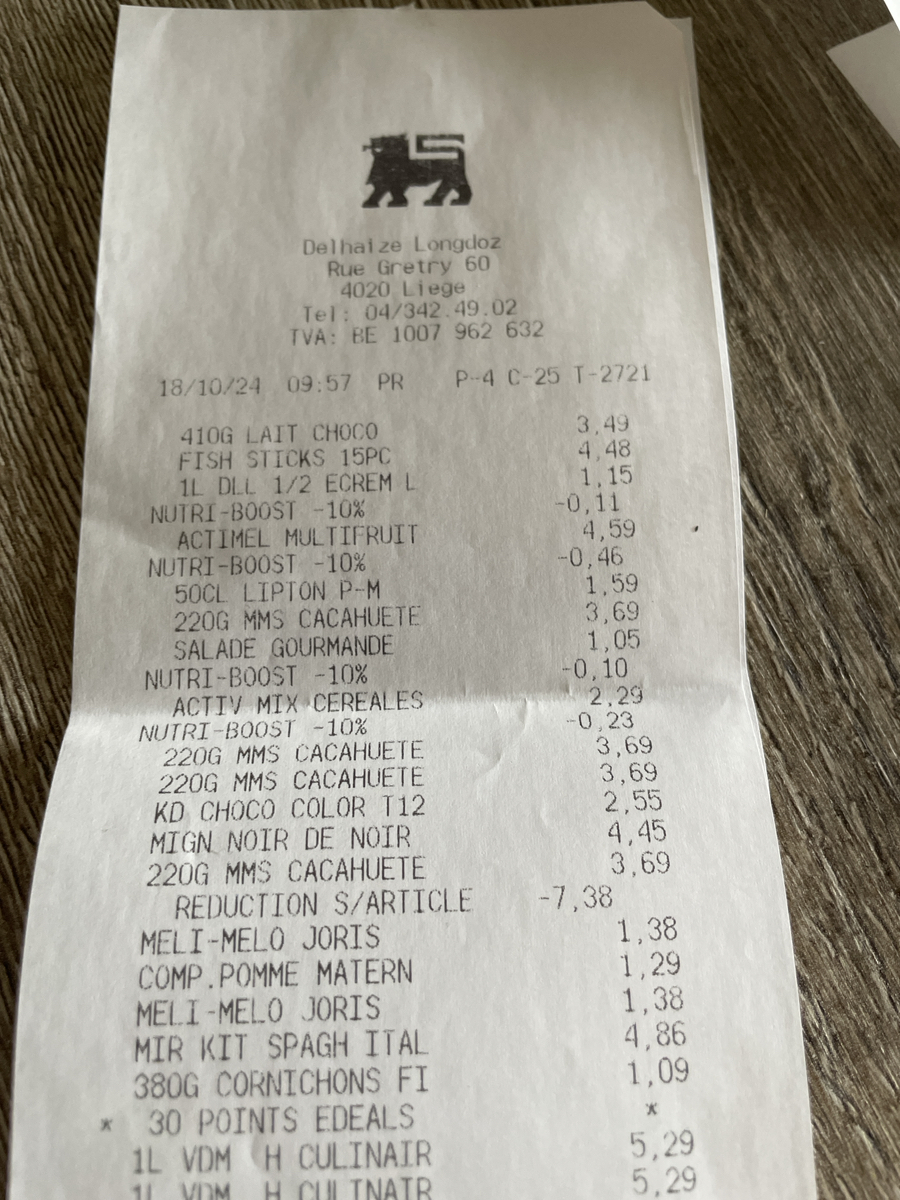 Delhaize Longdoz
Rue Gretry 60
4020 Liege
Tel: 04/342.49.02
TVA: BE 1007 962 632
18/10/24 09:57 PR P-4 C-25 T-2721
410G LAIT CHOCO 3,49
FISH STICKS 15PC 4,48
1L DLL 1/2 ECREM L 1,15
NUTRI-BOOST -10% -0,11
ACTIMEL MULTIFRUIT 4,59
NUTRI-BOOST -10% -0,46
50CL LIPTON P-M 1,59
220G MMS CACAHUETE 3,69
SALADE GOURMANDE 1,05
NUTRI-BOOST -10% -0,10
ACTIV MIX CEREALES 2,29
NUTRI-BOOST -10% -0,23
220G MMS CACAHUETE 3,69
220G MMS CACAHUETE 3,69
KD CHOCO COLOR T12 2,55
MIGN NOIR DE NOIR 4,45
220G MMS CACAHUETE 3,69
REDUCTION S/ARTICLE -7,38
MELI-MELO JORIS 1,38
COMP.POMME MATERN 1,29
MELI-MELO JORIS 1,38
MIR KIT SPAGH ITAL 4,86
380G CORNICHONS FI 1,09
* 30 POINTS EDEALS *
1L VDM H CULINAIR 5,29
1L VDM H CULINAIR 5,29